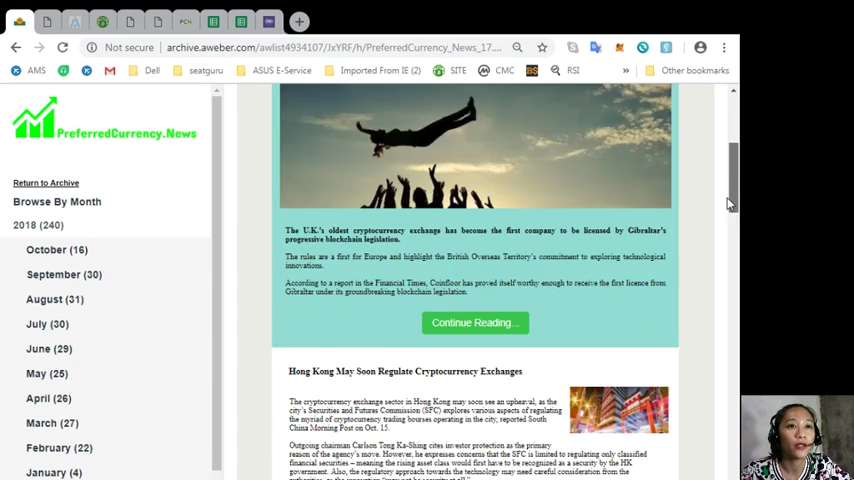 PCN
Not secure | archive.aweber.com/awlist4934107/JxYRF/h/PreferredCurrency_News_17...
AMS
Dell
seatguru
ASUS E-Service
Imported From IE (2)
SITE
CMC
RSI
»
Other bookmarks
PreferredCurrency.News
Return to Archive
Browse By Month
2018 (240)
October (16)
September (30)
August (31)
July (30)
June (29)
May (25)
April (26)
March (27)
February (22)
January (4)
The U.K.'s oldest cryptocurrency exchange has become the first company to be licensed by Gibraltar's
progressive blockchain legislation.
The rules are a first for Europe and highlight the British Overseas Territory's commitment to exploring technological
innovations.
According to a report in the Financial Times, Coinfloor has proved itself worthy enough to receive the first licence from
Gibraltar under its groundbreaking blockchain legislation.
Continue Reading...
Hong Kong May Soon Regulate Cryptocurrency Exchanges
The cryptocurrency exchange sector in Hong Kong may soon see an upheaval, as the
city's Securities and Futures Commission (SFC) explores various aspects of regulating
the myriad of cryptocurrency trading bourses operating in the city, reported South
China Morning Post on Oct. 15.
Outgoing chairman Carlson Tong Ka-Shing cites investor protection as the primary
reason of the agency's move. However, he expresses concerns that the SFC is limited to regulating only classified
financial securities – meaning the rising asset class would first have to be recognized as a security by the HK
government. Also, the regulatory approach towards the technology may need careful consideration from the